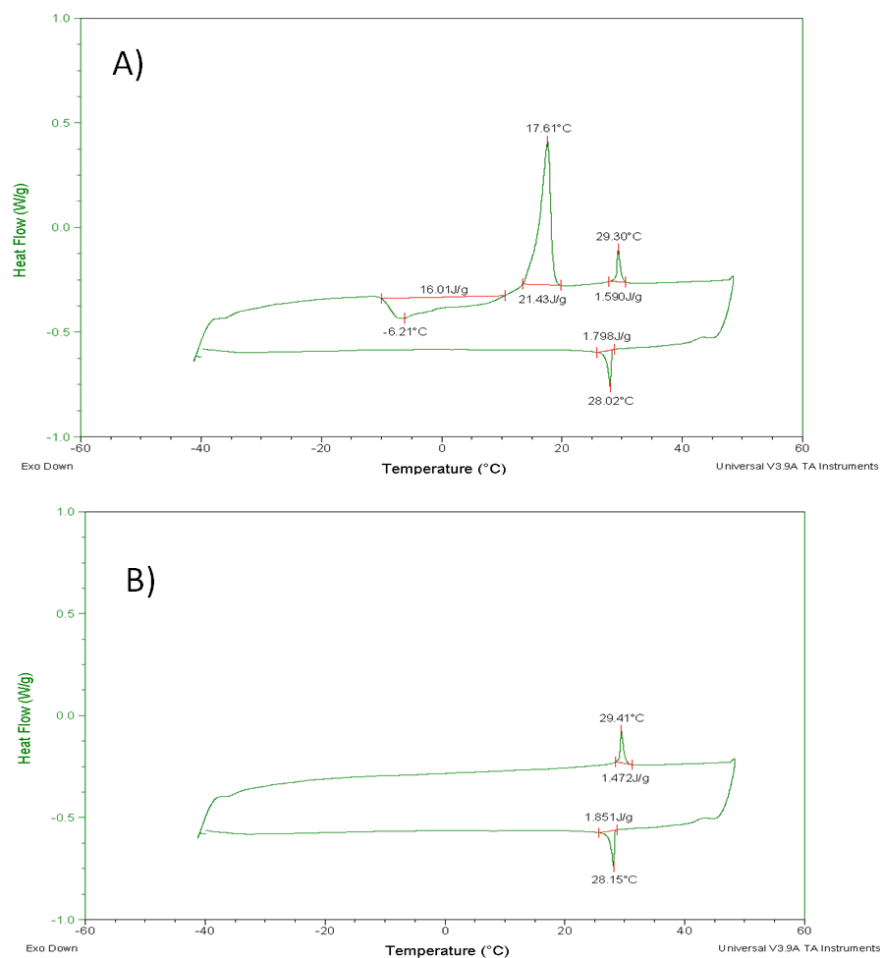 A)
1.0
0.5
0.0
-0.5
-1.0
Heat Flow (W/g)
17.61°C
29.30°C
16.01J/g
21.43J/g
1.590J/g
-6.21°C
1.798J/g
28.02°C
-60
-40
-20
0
20
40
60
Exo Down
Temperature (°C)
Universal V3.9A TA Instruments
B)
1.0
0.5
0.0
-0.5
-1.0
Heat Flow (W/g)
29.41°C
1.472J/g
1.851J/g
28.15°C
-60
-40
-20
0
20
40
60
Exo Down
Temperature (°C)
Universal V3.9A TA Instruments